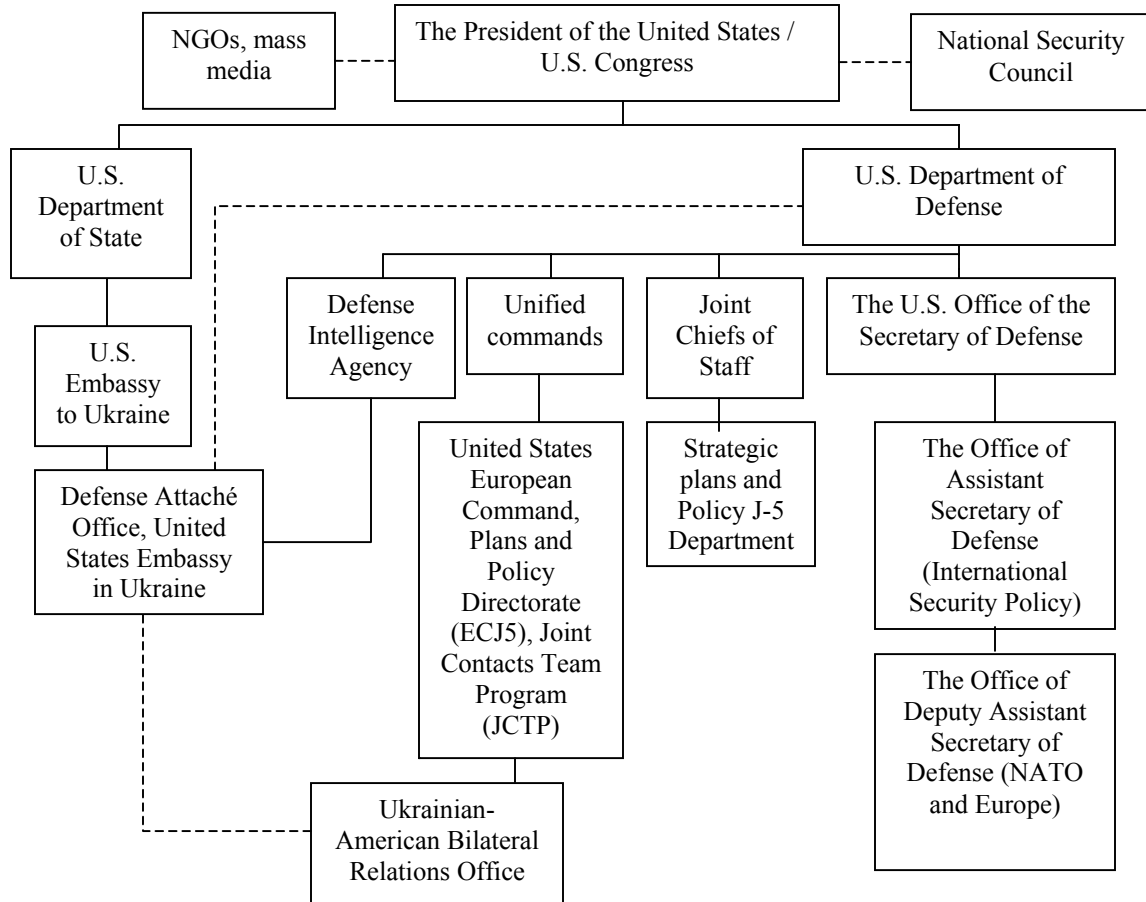 NGOs, mass
media
The President of the United States /
U.S. Congress
National Security
Council
U.S.
Department
of State
U.S. Department of
Defense
Defense
Intelligence
Agency
Unified
commands
Joint
Chiefs of
Staff
The U.S. Office of the
Secretary of Defense
U.S.
Embassy
to Ukraine
Defense Attaché
Office, United
States Embassy
in Ukraine
United States
European
Command,
Plans and
Policy
Directorate
(ECJ5), Joint
Contacts Team
Program
(JCTP)
Strategic
plans and
Policy J-5
Department
The Office of
Assistant
Secretary of
Defense
(International
Security Policy)
The Office of
Deputy Assistant
Secretary of
Defense (NATO
and Europe)
Ukrainian-
American Bilateral
Relations Office